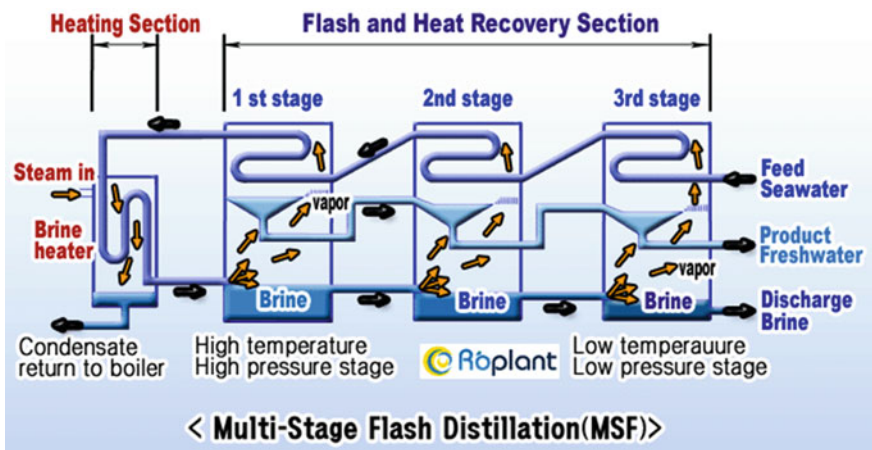 Heating Section
Flash and Heat Recovery Section
1 st stage
2nd stage
3rd stage
Steam in
Feed
Seawater
vapor
Brine
heater
Product
Freshwater
vapor
Brine
Brine
Brine
Discharge
Brine
Condensate
return to boiler
High temperature
High pressure stage
Roplant
Low temperauure
Low pressure stage
< Multi-Stage Flash Distillation(MSF)>